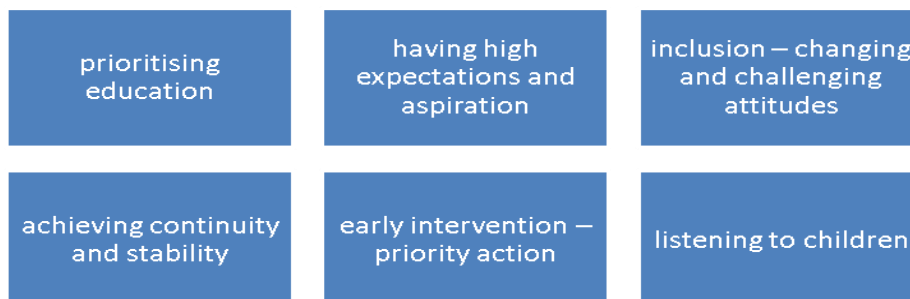 prioritising
education
having high
expectations and
aspiration
inclusion – changing
and challenging
attitudes
achieving continuity
and stability
early intervention –
priority action
listening to children